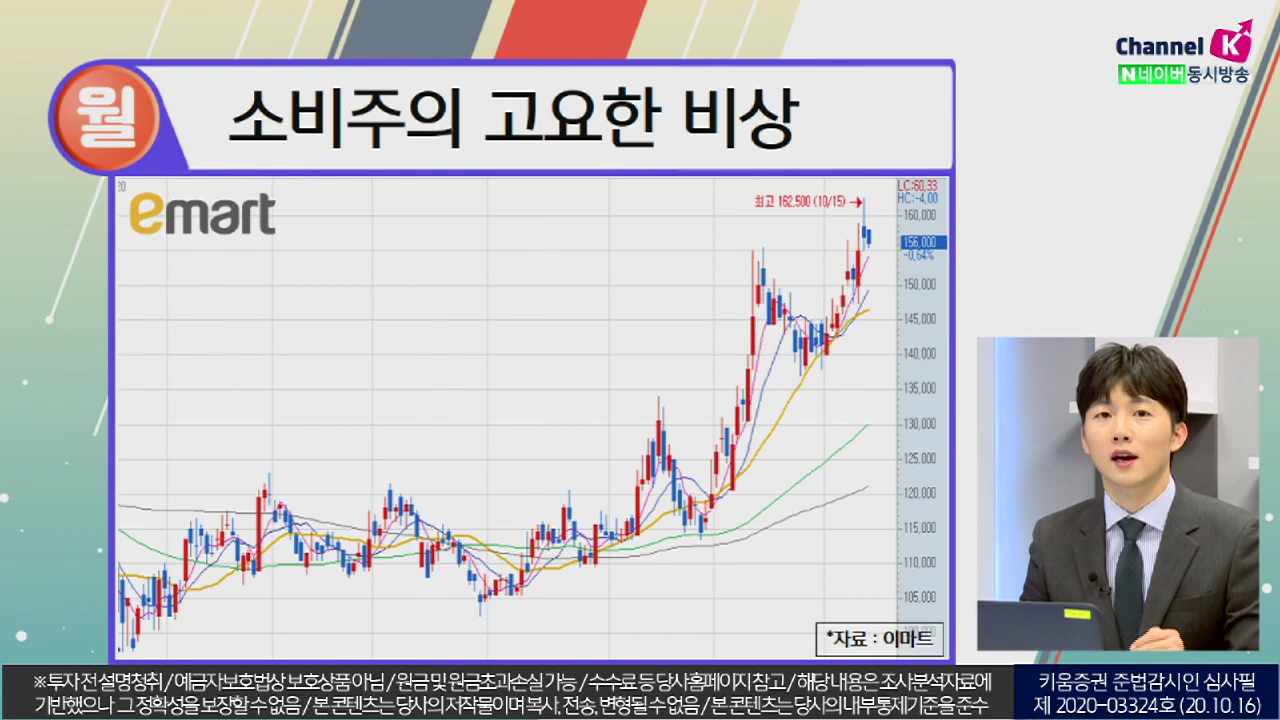 Channel K
N네이버 동시방송
월
소비주의 고요한 비상
emart
최고 162,500 (10/15)
LC:60,33
HC:-4,00
160,000
156,000
-0,64%
150,000
145,000
140,000
135,000
130,000
125,000
120,000
115,000
110,000
105,000
*자료 : 이마트
※투자 전 설명청취 / 예금자보호법상 보호상품 아님 / 원금 및 원금초과손실 가능 / 수수료 등 당사홈페이지 참고 / 해당 내용은 조사분석자료에
기반했으나 그 정확성을 보장할 수 없음 / 본 콘텐츠는 당사의 저작물이며 복사, 전송, 변형될 수 없음 / 본 콘텐츠는 당사의 내부통제기준을 준수
키움증권 준법감시인 심사필
제 2020-03324호 (20.10.16)